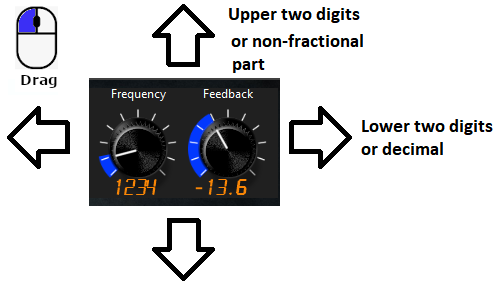 Upper two digits
or non-fractional
part
Drag
Frequency Feedback
Lower two digits
or decimal
1234 -13.6